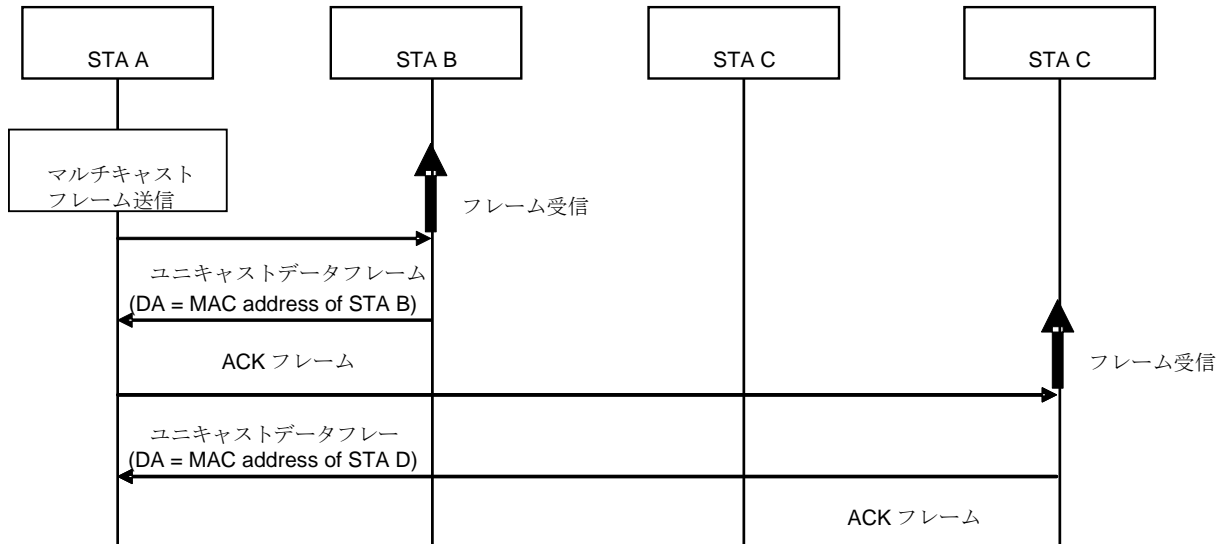 STA A
STA B
STA C
STA C
マルチキャスト
フレーム送信
フレーム受信
ユニキャストデータフレーム
(DA = MAC address of STA B)
ACK フレーム
フレーム受信
ユニキャストデータフレー
(DA = MAC address of STA D)
ACK フレーム